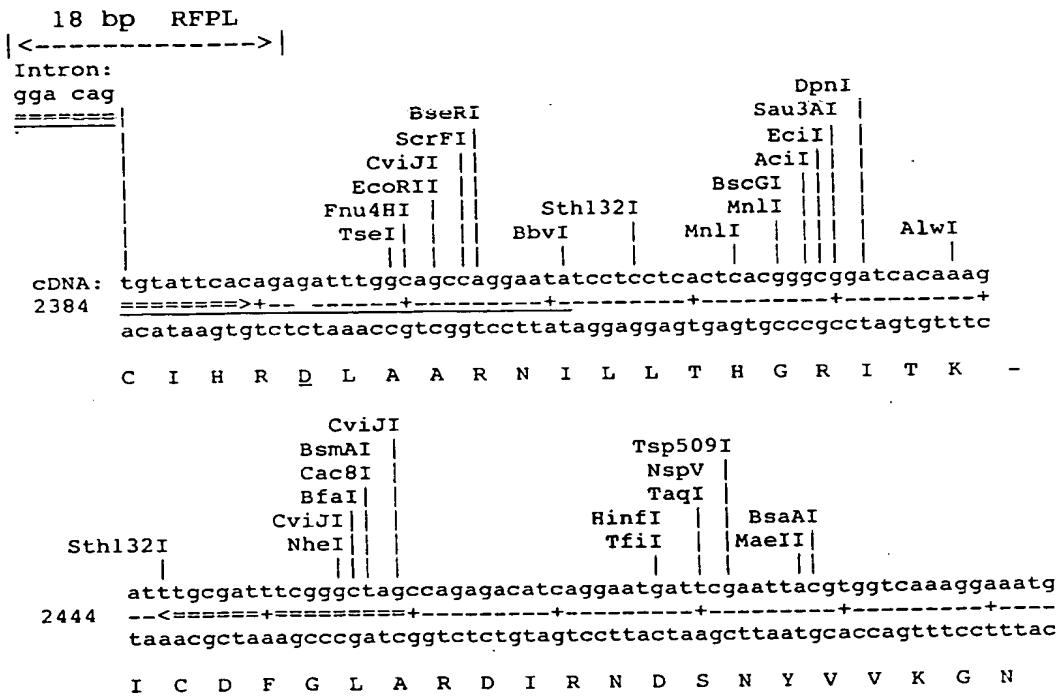 18 bp RFPL
|<------------->|
Intron:
gga cag
=======
DpnI
BseRI Sau3AI
ScrFI EciI
CviJI AciI
EcoRII BscGI
Fnu4HI Sth132I MnlI
TseI BbvI MnlI AlwI
cDNA: tgtattcacagagatttggcagccaggaatatcctcctcactcacgggcggatcacaaag
2384 ========>+-- ------+---------+---------+---------+---------+
acataagtgtctctaaaccgtcggtccttataggaggagtgagtgcccgcctagtgtttc
C I H R D L A A R N I L L T H G R I T K -
CviJI
BsmAI Tsp509I
Cac8I NspV
BfaI TaqI
CviJI HinfI BsaAI
Sth132I NheI TfiI MaeII
atttgcgatttcgggctagccagagacatcaggaatgattcgaattacgtggtcaaaggaaatg
2444 --<======+=========+---------+---------+---------+---------+----
taaacgctaaagcccgatcggtctctgtagtccttactaagcttaatgcaccagtttcctttac
I C D F G L A R D I R N D S N Y V V K G N